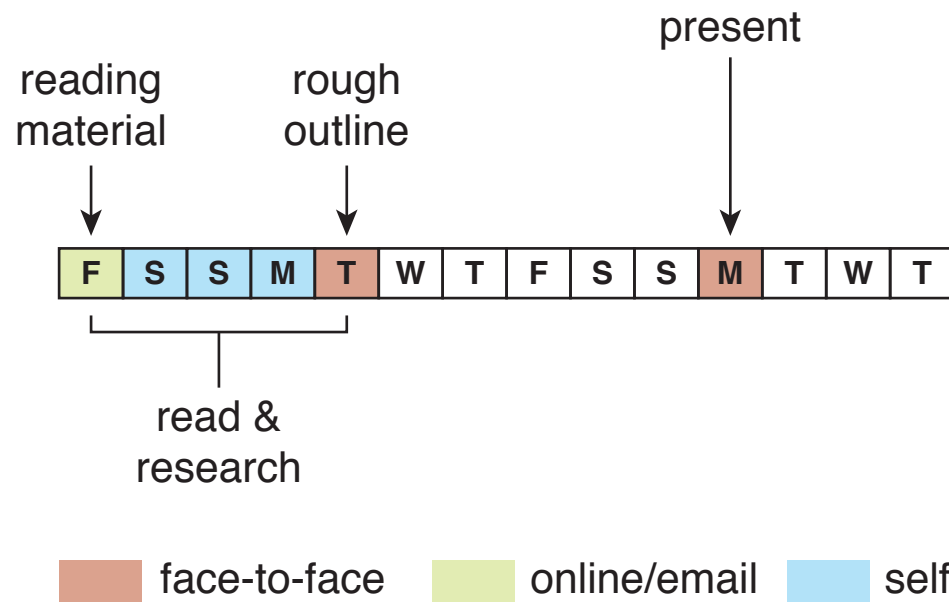 present
reading
material
rough
outline
F S S M T W T F S S M T W T
read &
research
face-to-face online/email self